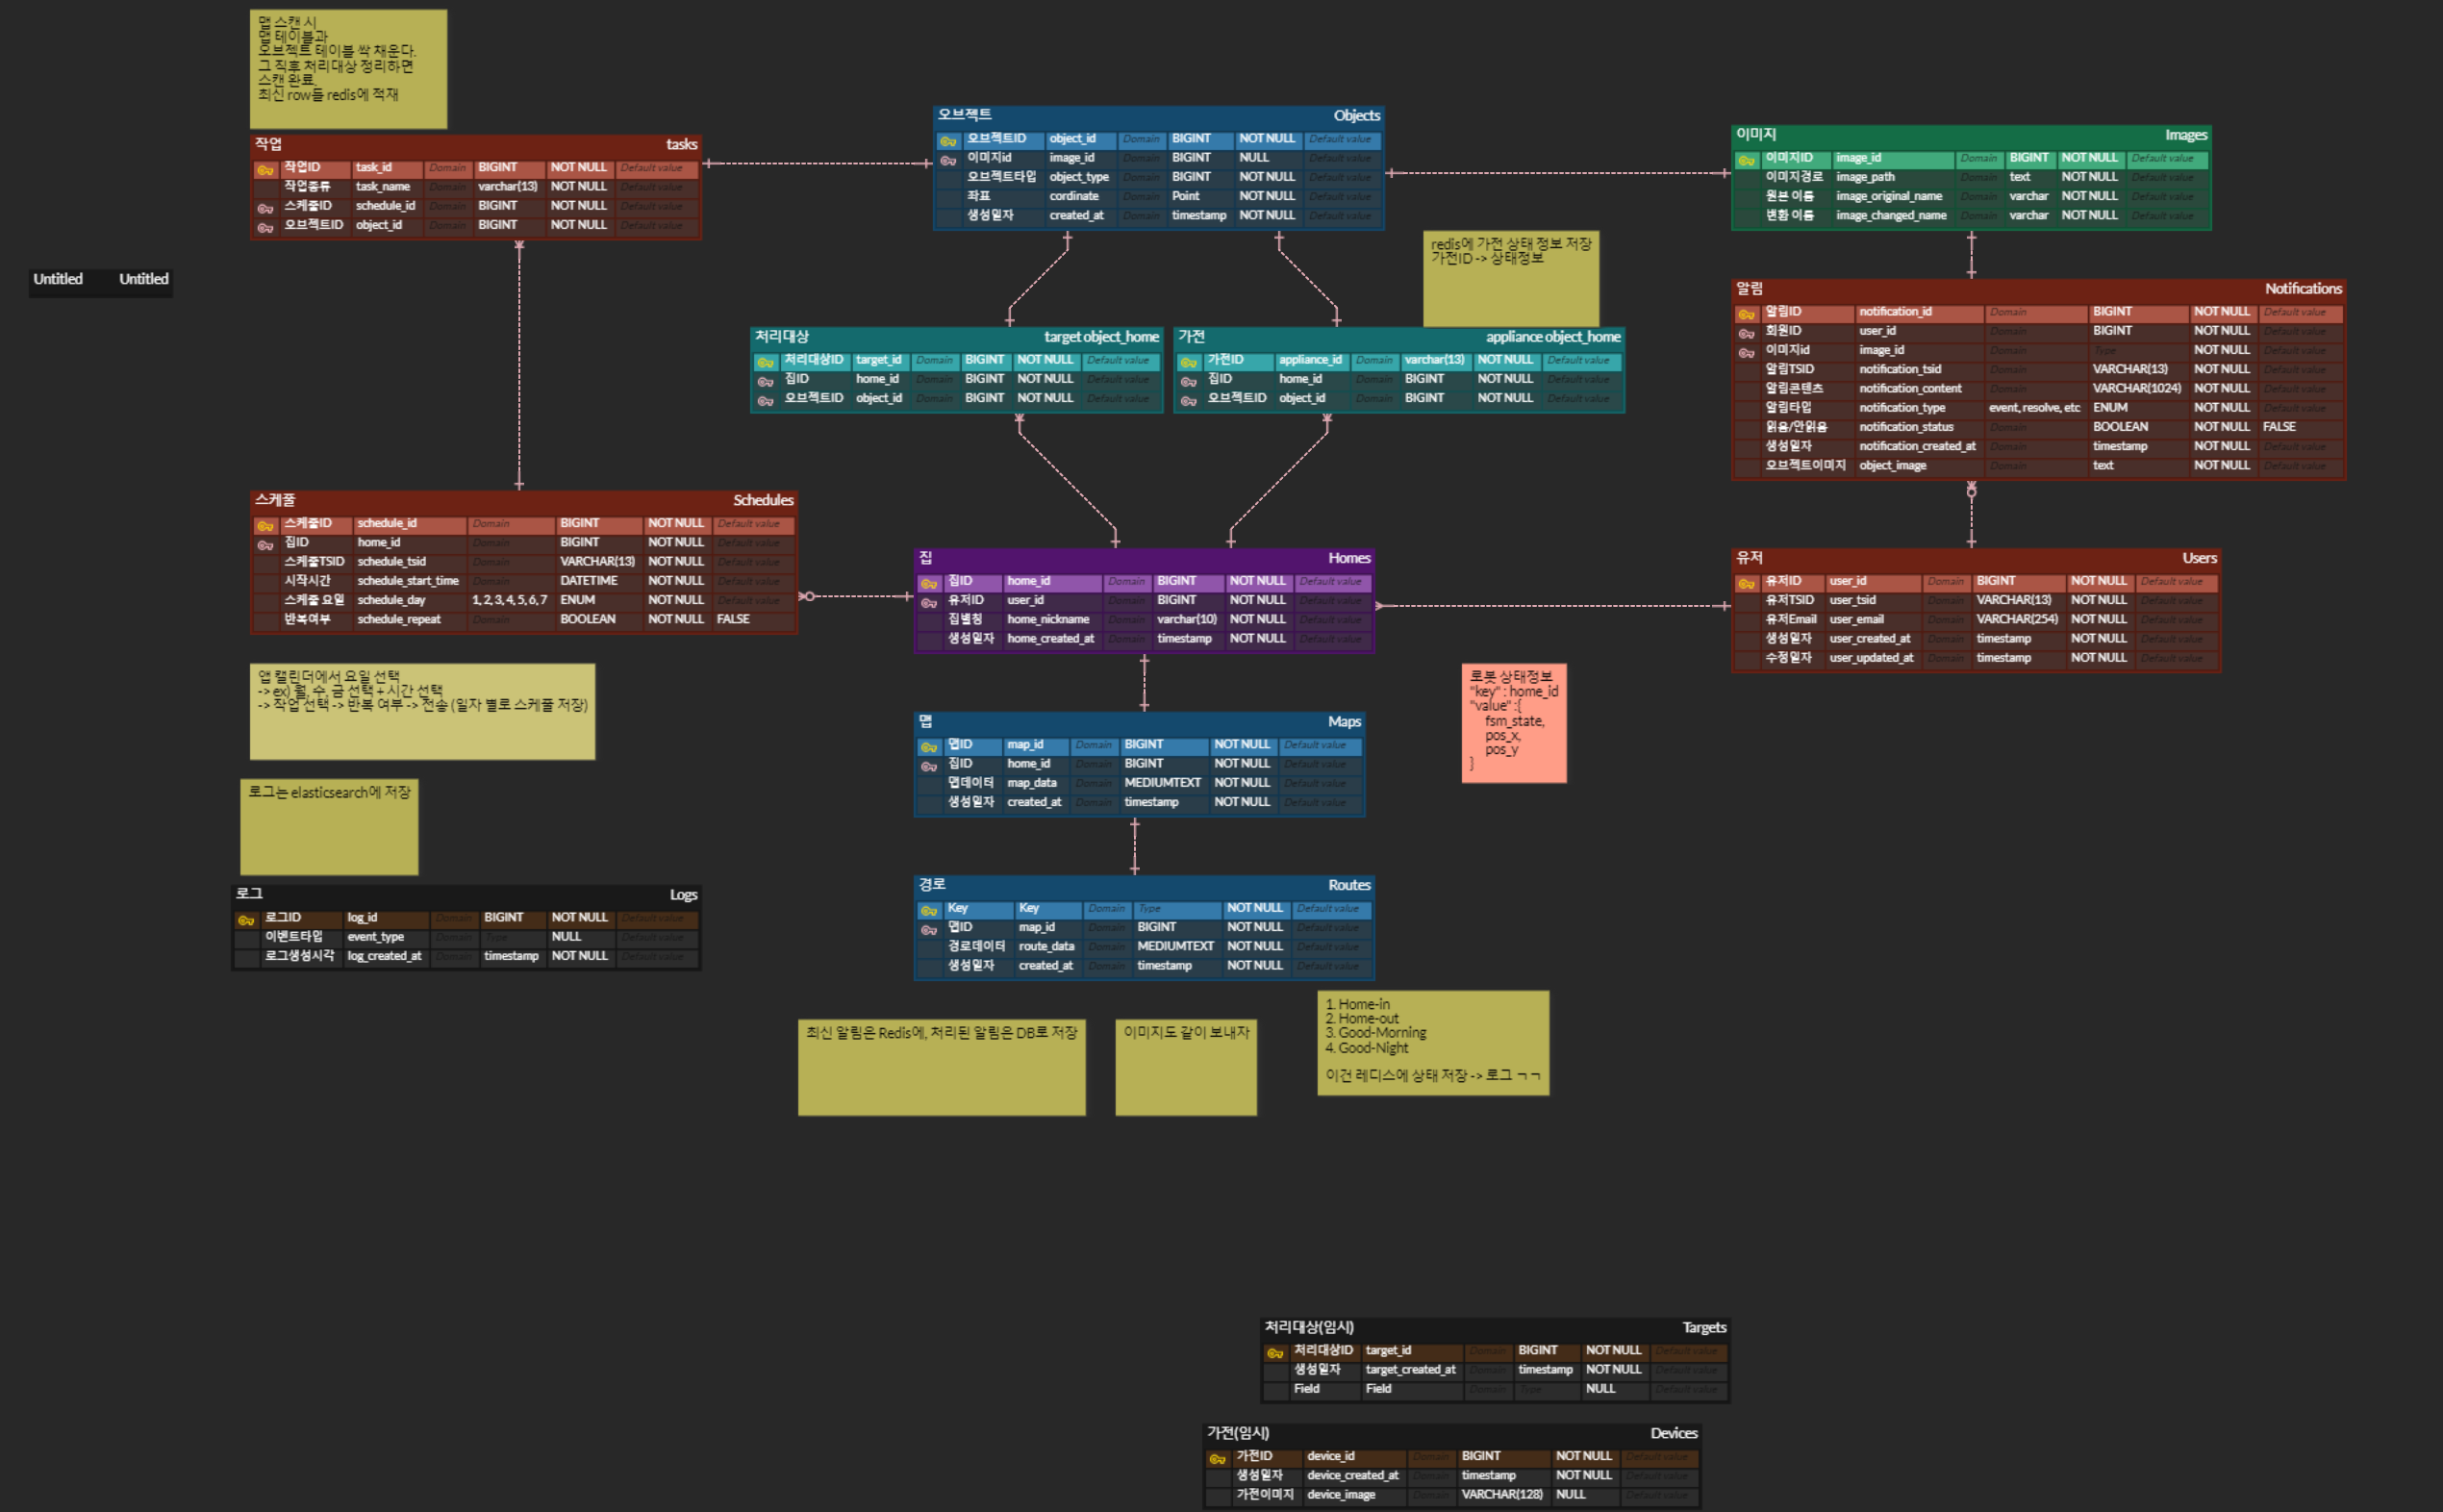 맵 스캔 시
맵 테이블과
오브젝트 테이블 싹 채운다.
그 직후 처리대상 정리하면
스캔 완료.
최신 row들 redis에 적재
작업 tasks
작업ID task_id Domain BIGINT NOT NULL Default value
작업종류 task_name Domain varchar(13) NOT NULL Default value
스케줄ID schedule_id Domain BIGINT NOT NULL Default value
오브젝트ID object_id Domain BIGINT NOT NULL Default value
오브젝트 Objects
오브젝트ID object_id Domain BIGINT NOT NULL Default value
이미지id image_id Domain BIGINT NULL Default value
오브젝트타입 object_type Domain BIGINT NOT NULL Default value
좌표 cordinate Domain Point NOT NULL Default value
생성일자 created_at Domain timestamp NOT NULL Default value
이미지 Images
이미지ID image_id Domain BIGINT NOT NULL Default value
이미지경로 image_path Domain text NOT NULL Default value
원본 이름 image_original_name Domain varchar NOT NULL Default value
변환 이름 image_changed_name Domain varchar NOT NULL Default value
redis에 가전 상태 정보 저장
가전ID -> 상태정보
Untitled Untitled
알림 Notifications
알림ID notification_id Domain BIGINT NOT NULL Default value
회원ID user_id Domain BIGINT NOT NULL Default value
이미지id image_id Domain Type NOT NULL Default value
알림TSID notification_tsid Domain VARCHAR(13) NOT NULL Default value
알림콘텐츠 notification_content Domain VARCHAR(1024) NOT NULL Default value
알림타입 notification_type event, resolve, etc ENUM NOT NULL Default value
읽음/안읽음 notification_status Domain BOOLEAN NOT NULL FALSE
생성일자 notification_created_at Domain timestamp NOT NULL Default value
오브젝트이미지 object_image Domain text NOT NULL Default value
처리대상 target object_home
처리대상ID target_id Domain BIGINT NOT NULL Default value
집ID home_id Domain BIGINT NOT NULL Default value
오브젝트ID object_id Domain BIGINT NOT NULL Default value
가전 appliance object_home
가전ID appliance_id Domain varchar(13) NOT NULL Default value
집ID home_id Domain BIGINT NOT NULL Default value
오브젝트ID object_id Domain BIGINT NOT NULL Default value
스케줄 Schedules
스케줄ID schedule_id Domain BIGINT NOT NULL Default value
집ID home_id Domain BIGINT NOT NULL Default value
스케줄TSID schedule_tsid Domain VARCHAR(13) NOT NULL Default value
시작시간 schedule_start_time Domain DATETIME NOT NULL Default value
스케줄 요일 schedule_day 1, 2, 3, 4, 5, 6, 7 ENUM NOT NULL Default value
반복여부 schedule_repeat Domain BOOLEAN NOT NULL FALSE
집 Homes
집ID home_id Domain BIGINT NOT NULL Default value
유저ID user_id Domain BIGINT NOT NULL Default value
집별칭 home_nickname Domain varchar(10) NOT NULL Default value
생성일자 home_created_at Domain timestamp NOT NULL Default value
유저 Users
유저ID user_id Domain BIGINT NOT NULL Default value
유저TSID user_tsid Domain VARCHAR(13) NOT NULL Default value
유저Email user_email Domain VARCHAR(254) NOT NULL Default value
생성일자 user_created_at Domain timestamp NOT NULL Default value
수정일자 user_updated_at Domain timestamp NOT NULL Default value
앱 캘린더에서 요일 선택
-> ex) 월, 수, 금 선택 + 시간 선택
-> 작업 선택 -> 반복 여부 -> 전송 (일자 별로 스케줄 저장)
로봇 상태정보
"key" : home_id
"value" :{
fsm_state,
pos_x,
pos_y
}
맵 Maps
맵ID map_id Domain BIGINT NOT NULL Default value
집ID home_id Domain BIGINT NOT NULL Default value
맵데이터 map_data Domain MEDIUMTEXT NOT NULL Default value
생성일자 created_at Domain timestamp NOT NULL Default value
로그는 elasticsearch에 저장
로그 Logs
로그ID log_id Domain BIGINT NOT NULL Default value
이벤트타입 event_type Domain Type NULL Default value
로그생성시각 log_created_at Domain timestamp NOT NULL Default value
경로 Routes
Key Key Domain Type NOT NULL Default value
맵ID map_id Domain BIGINT NOT NULL Default value
경로데이터 route_data Domain MEDIUMTEXT NOT NULL Default value
생성일자 created_at Domain timestamp NOT NULL Default value
최신 알림은 Redis에, 처리된 알림은 DB로 저장
이미지도 같이 보내자
1. Home-in
2. Home-out
3. Good-Morning
4. Good-Night
이건 레디스에 상태 저장 -> 로그 ㄱㄱ
처리대상(임시) Targets
처리대상ID target_id Domain BIGINT NOT NULL Default value
생성일자 target_created_at Domain timestamp NOT NULL Default value
Field Field Domain Type NULL Default value
가전(임시) Devices
가전ID device_id Domain BIGINT NOT NULL Default value
생성일자 device_created_at Domain timestamp NOT NULL Default value
가전이미지 device_image Domain VARCHAR(128) NULL Default value